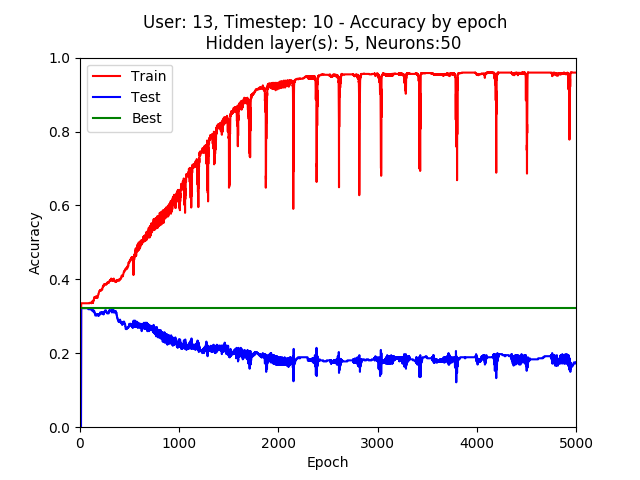 User: 13, Timestep: 10 - Accuracy by epoch
Hidden layer(s): 5, Neurons:50
Train
Test
Best
1.0
0.8
0.6
0.4
0.2
0.0
Accuracy
0 1000 2000 3000 4000 5000
Epoch